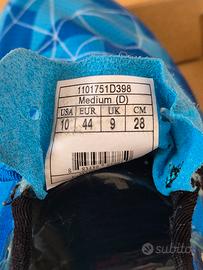 1101751D398
Medium (D)
USA EUR UK CM
10 44 9 28
subito